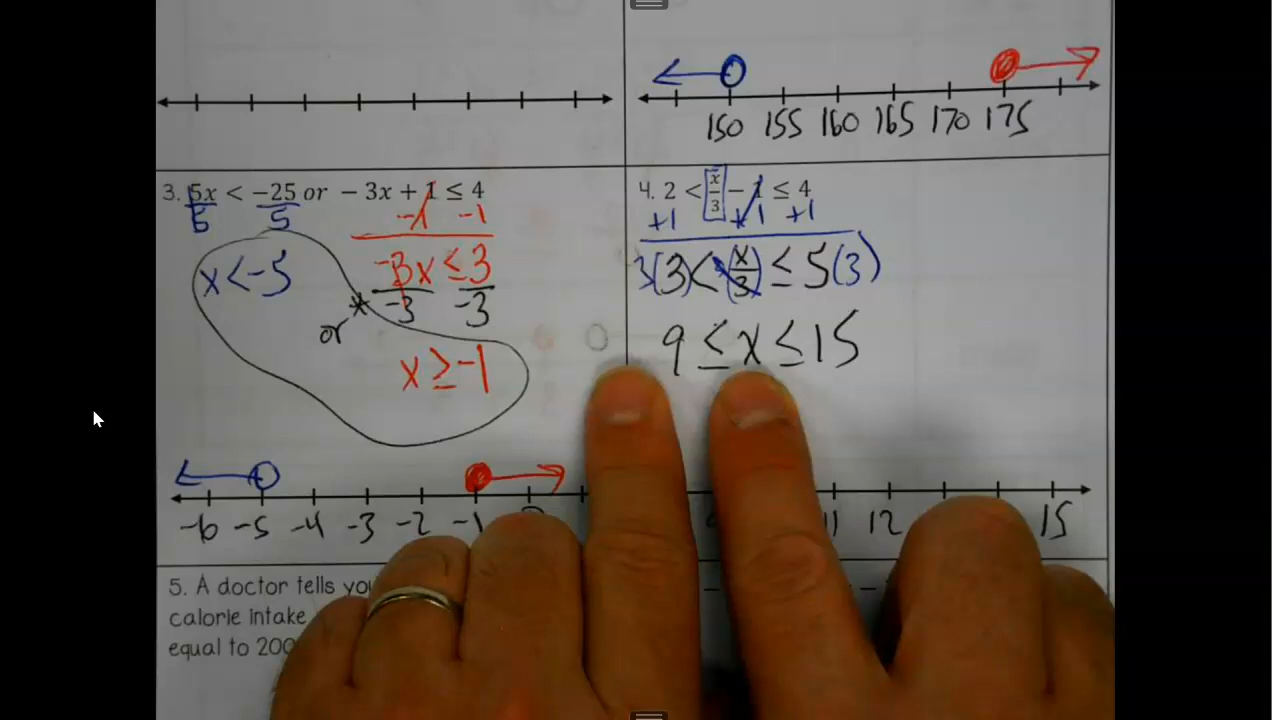 150 155 160 165 170 175
3. 5x < -25 or - 3x + 1 ≤ 4
5 5 -1 -1
x < -5
-3x ≤ 3
* -3 -3
or
x ≥ -1
-6 -5 -4 -3 -2 -1
4. 2 < x/3 - 1 ≤ 4
+1 +1 +1
3(3) < 3(x/3) ≤ 5(3)
9 ≤ x ≤ 15
11 12 15
5. A doctor tells you
calorie intake
equal to 200